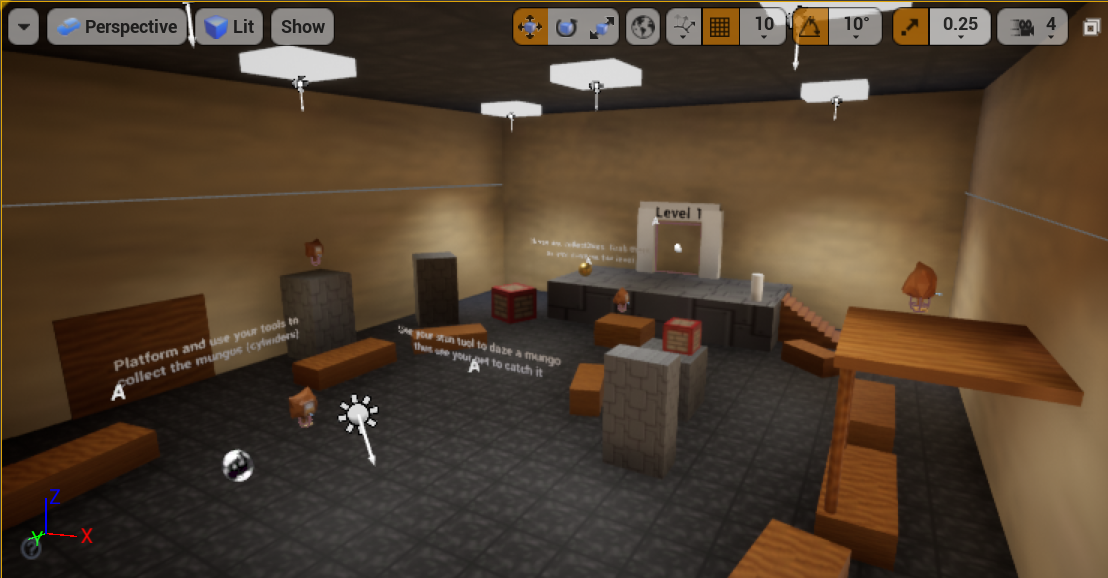 Perspective
Lit
Show
10
10°
0.25
4
Level 1
Platform and use your tools to
collect the mungus (cylinders)
Use your stun tool to daze a mungo
then use your net to catch it
A
A
Z
X
Y